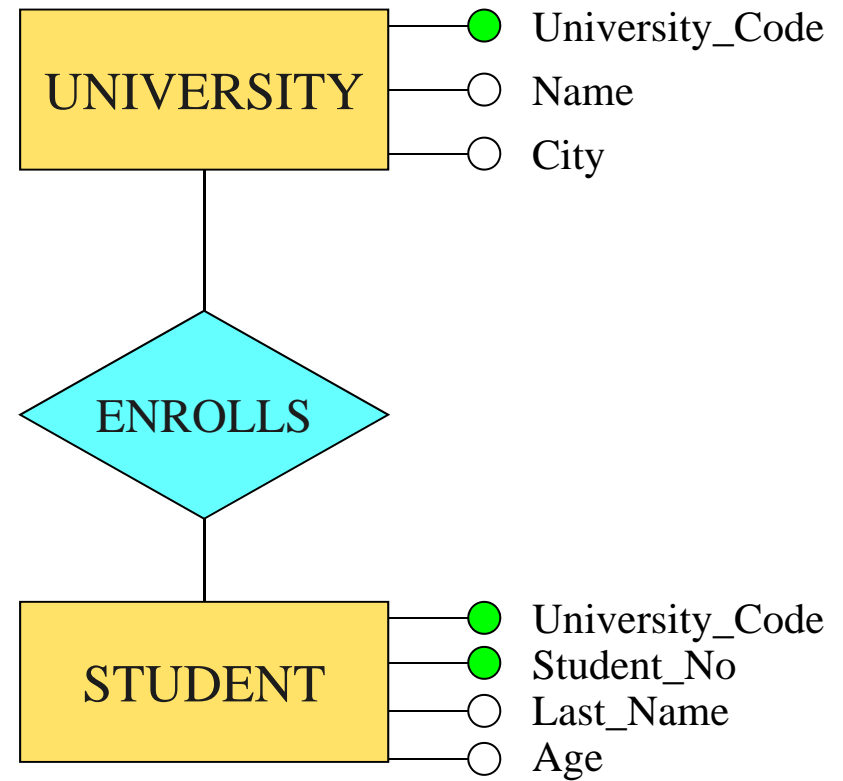 UNIVERSITY
University_Code
Name
City
ENROLLS
STUDENT
University_Code
Student_No
Last_Name
Age